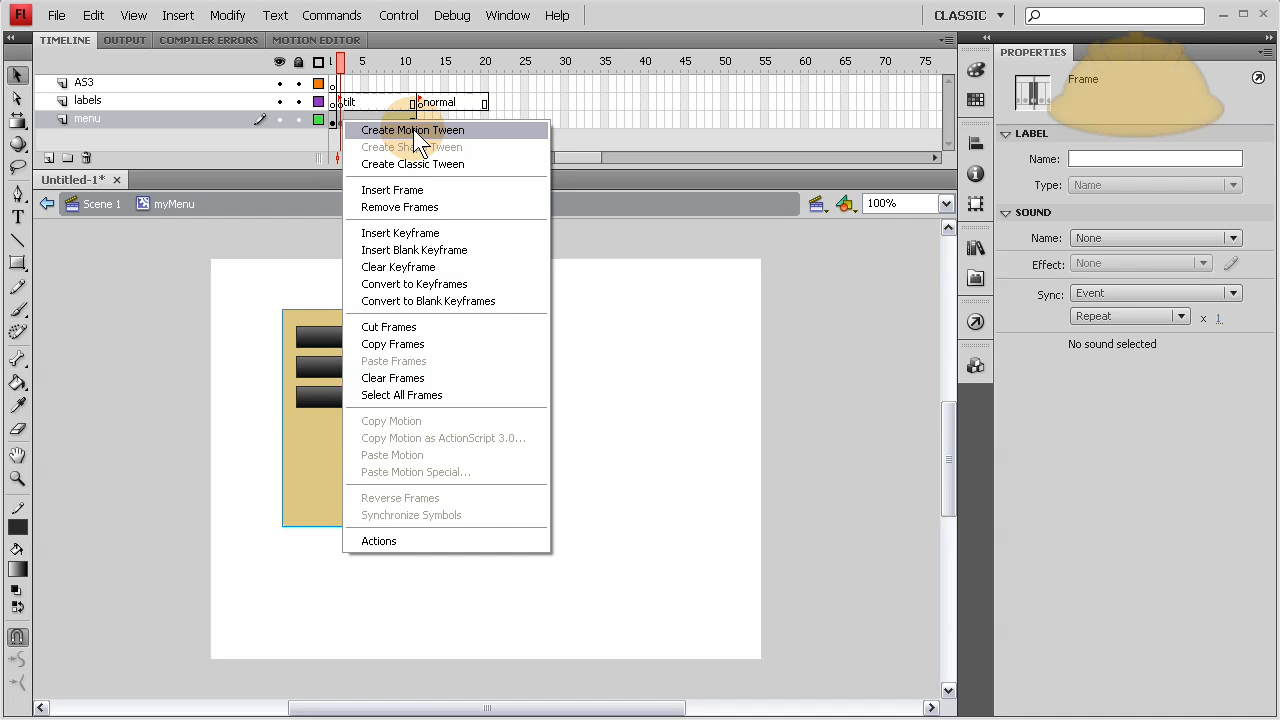 Fl File Edit View Insert Modify Text Commands Control Debug Window Help CLASSIC
TIMELINE OUTPUT COMPILER ERRORS MOTION EDITOR
PROPERTIES
5 10 15 20 25 30 35 40 45 50 55 60 65 70 75
Frame
AS3
labels tilt normal
menu
Create Motion Tween
Create Shape Tween
Create Classic Tween
LABEL
Name:
Type: Name
Untitled-1*
Insert Frame
Remove Frames
Scene 1 myMenu 100%
SOUND
Insert Keyframe
Insert Blank Keyframe
Clear Keyframe
Convert to Keyframes
Convert to Blank Keyframes
Name: None
Effect: None
Sync: Event
Repeat x 1
No sound selected
Cut Frames
Copy Frames
Paste Frames
Clear Frames
Select All Frames
Copy Motion
Copy Motion as ActionScript 3.0...
Paste Motion
Paste Motion Special...
Reverse Frames
Synchronize Symbols
Actions